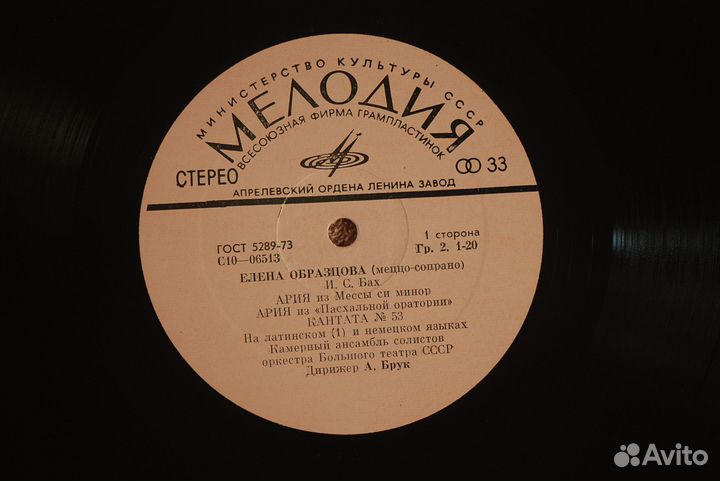 МИНИСТЕРСТВО КУЛЬТУРЫ СССР
МЕЛОДИЯ
ВСЕСОЮЗНАЯ ФИРМА ГРАМПЛАСТИНОК
СТЕРЕО
33
АПРЕЛЕВСКИЙ ОРДЕНА ЛЕНИНА ЗАВОД
ГОСТ 5289-73
1 сторона
С10—06513
Гр. 2. 1-20
ЕЛЕНА ОБРАЗЦОВА (меццо-сопрано)
И. С. Бах
АРИЯ из Мессы си минор
АРИЯ из «Пасхальной оратории»
КАНТАТА № 53
На латинском (1) и немецком языках
Камерный ансамбль солистов
оркестра Большого театра СССР
Дирижер А. Брук
Avito